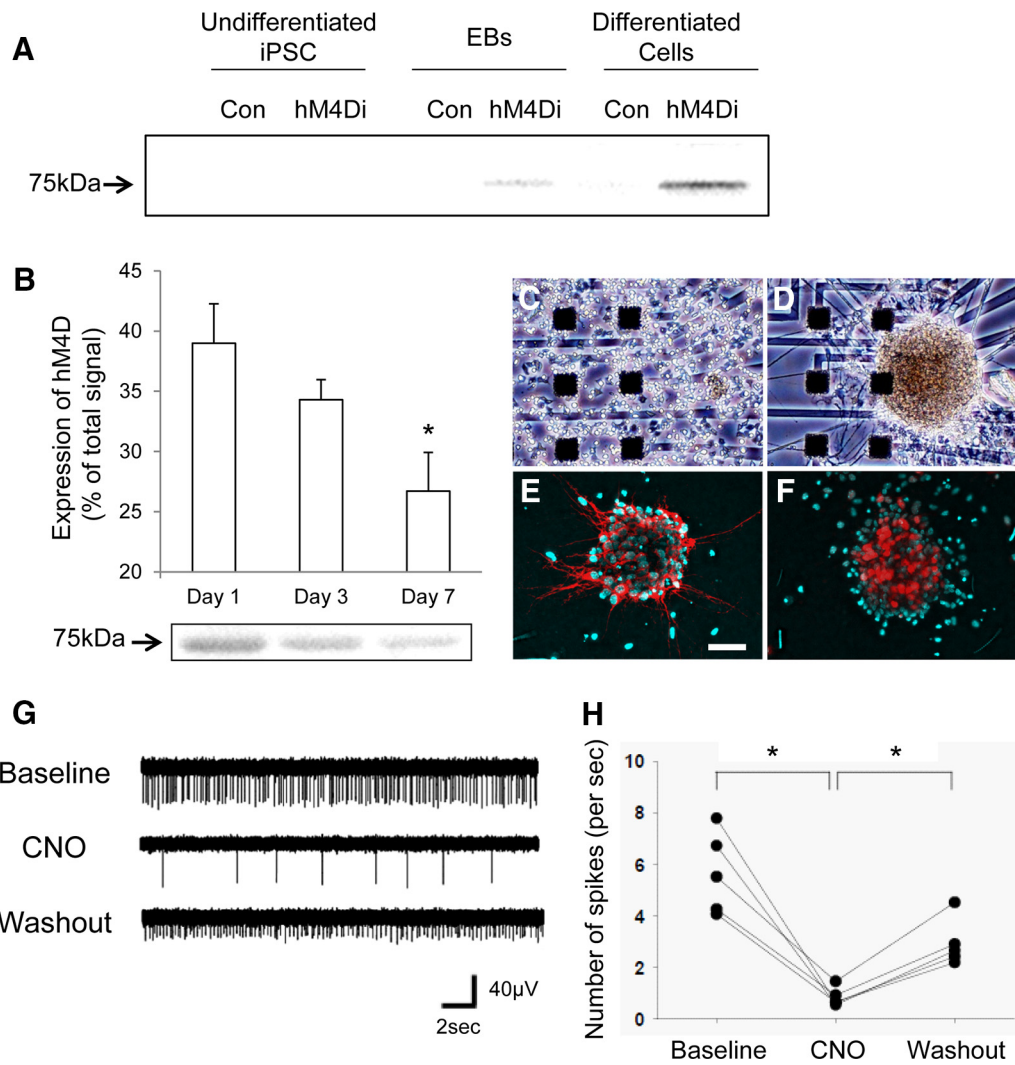 A
Undifferentiated
iPSC
EBs
Differentiated
Cells
Con hM4Di Con hM4Di Con hM4Di
75kDa
B
Expression of hM4D
(% of total signal)
45
40
35
30
25
20
*
Day 1 Day 3 Day 7
75kDa
C
D
E
F
G
Baseline
CNO
Washout
40μV
2sec
H
Number of spikes (per sec)
10
8
6
4
2
0
* *
Baseline CNO Washout